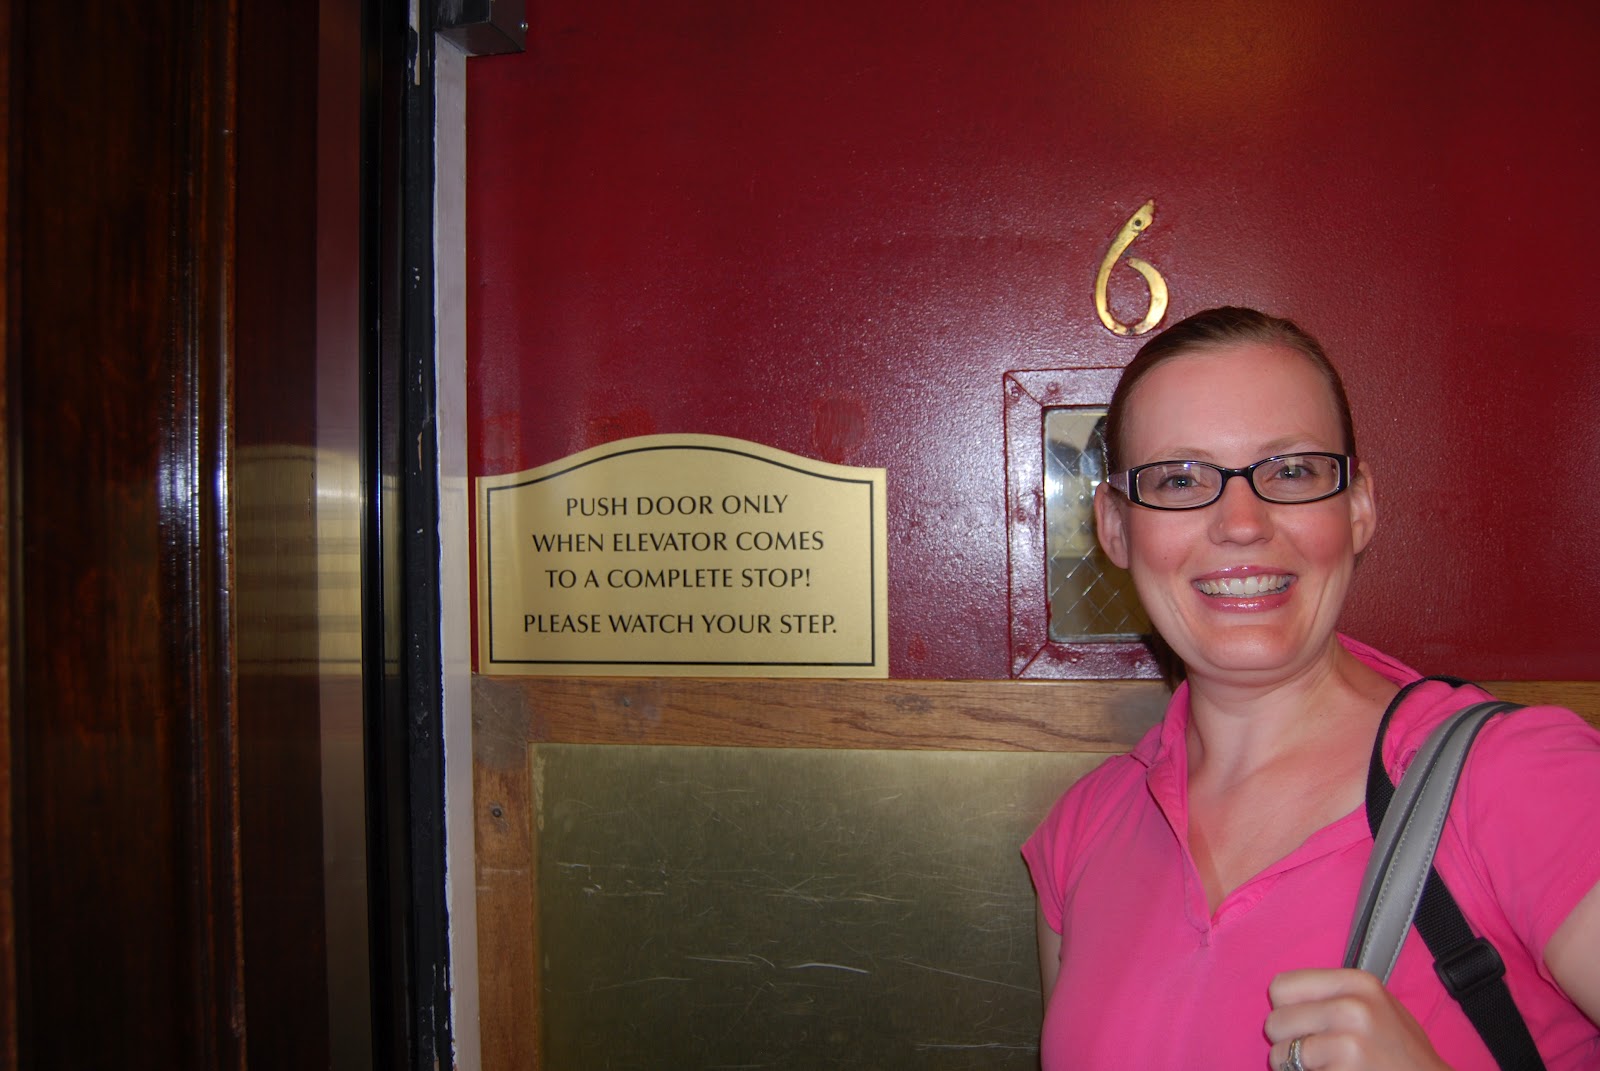 6
PUSH DOOR ONLY
WHEN ELEVATOR COMES
TO A COMPLETE STOP!
PLEASE WATCH YOUR STEP.